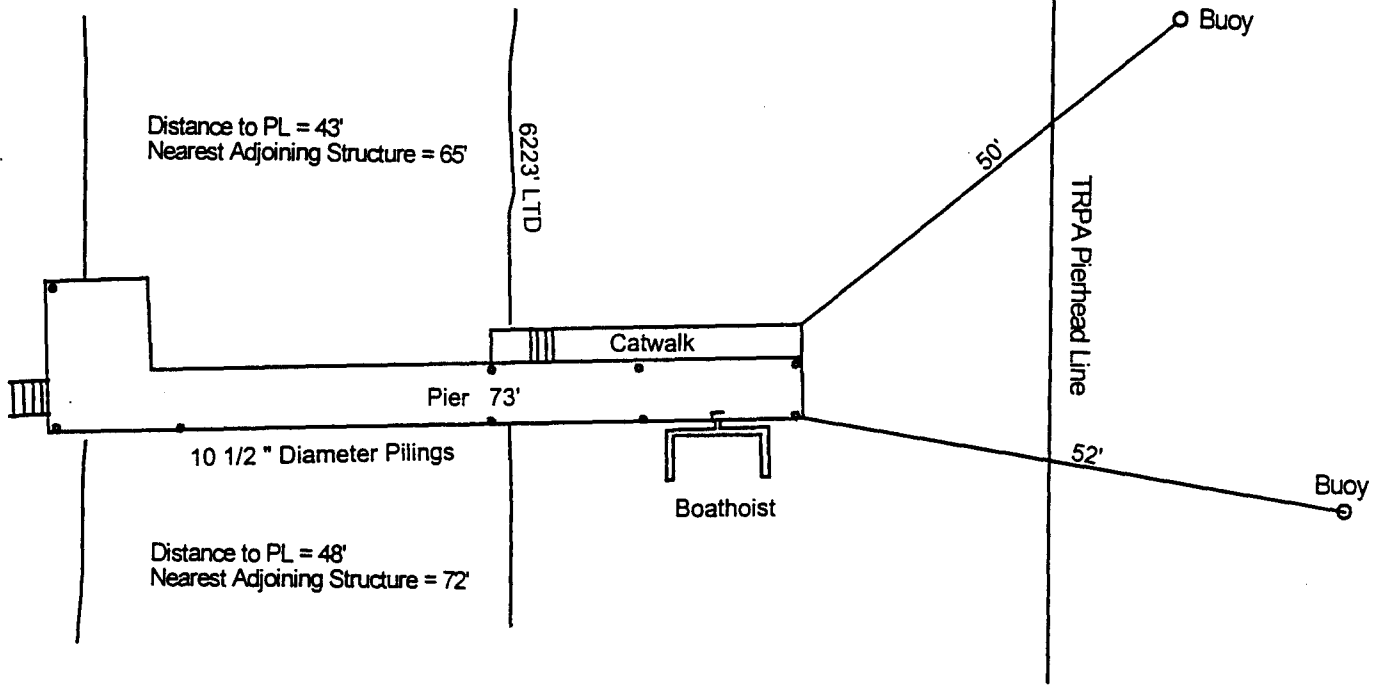 Buoy
Distance to PL = 43'
Nearest Adjoining Structure = 65'
6223' LTD
50'
TRPA Pierhead Line
Catwalk
Pier 73'
10 1/2 " Diameter Pilings
52'
Buoy
Boathoist
Distance to PL = 48'
Nearest Adjoining Structure = 72'